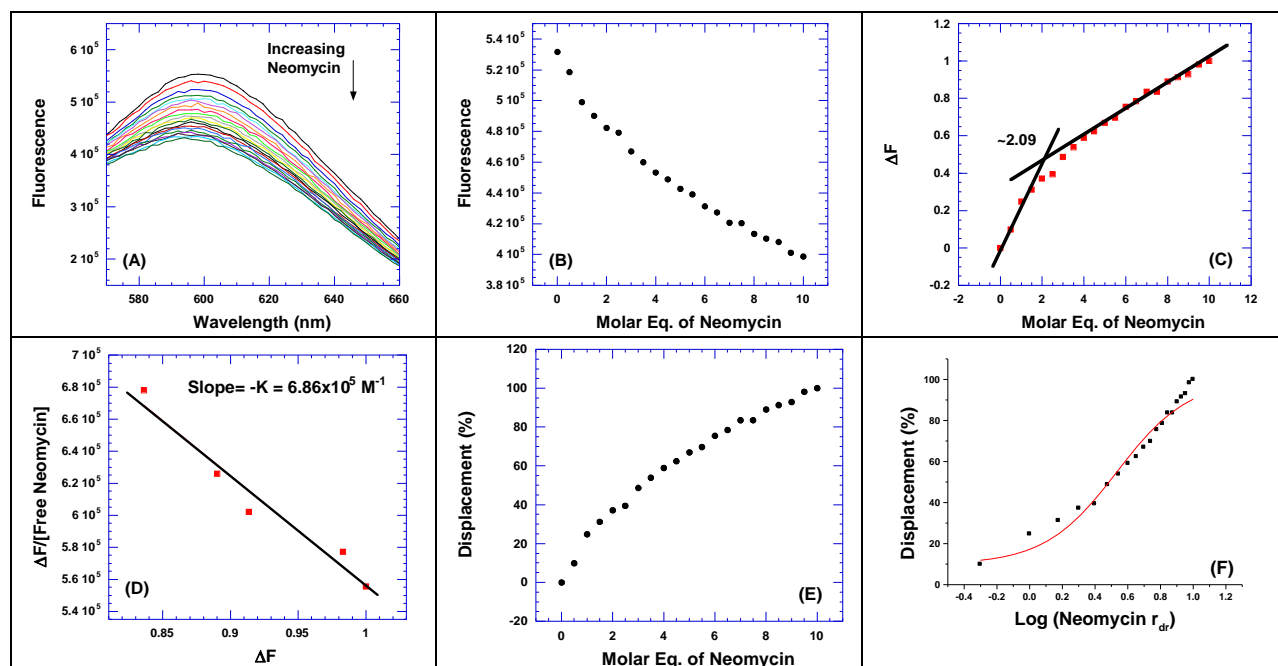 6 10⁵
5 10⁵
4 10⁵
3 10⁵
2 10⁵
Fluorescence
Increasing
Neomycin
(A)
580 600 620 640 660
Wavelength (nm)
5.4 10⁵
5.2 10⁵
5 10⁵
4.8 10⁵
4.6 10⁵
4.4 10⁵
4.2 10⁵
4 10⁵
3.8 10⁵
Fluorescence
(B)
0 2 4 6 8 10
Molar Eq. of Neomycin
1.2
1
0.8
0.6
0.4
0.2
0
-0.2
ΔF
~2.09
(C)
-2 0 2 4 6 8 10 12
Molar Eq. of Neomycin
7 10⁵
6.8 10⁵
6.6 10⁵
6.4 10⁵
6.2 10⁵
6 10⁵
5.8 10⁵
5.6 10⁵
5.4 10⁵
ΔF/[Free Neomycin]
Slope= -K = 6.86x10⁵ M⁻¹
(D)
0.85 0.9 0.95 1
ΔF
120
100
80
60
40
20
0
-20
Displacement (%)
(E)
0 2 4 6 8 10
Molar Eq. of Neomycin
100
80
60
40
20
0
Displacement (%)
(F)
-0.4 -0.2 0.0 0.2 0.4 0.6 0.8 1.0 1.2
Log (Neomycin r_dr)